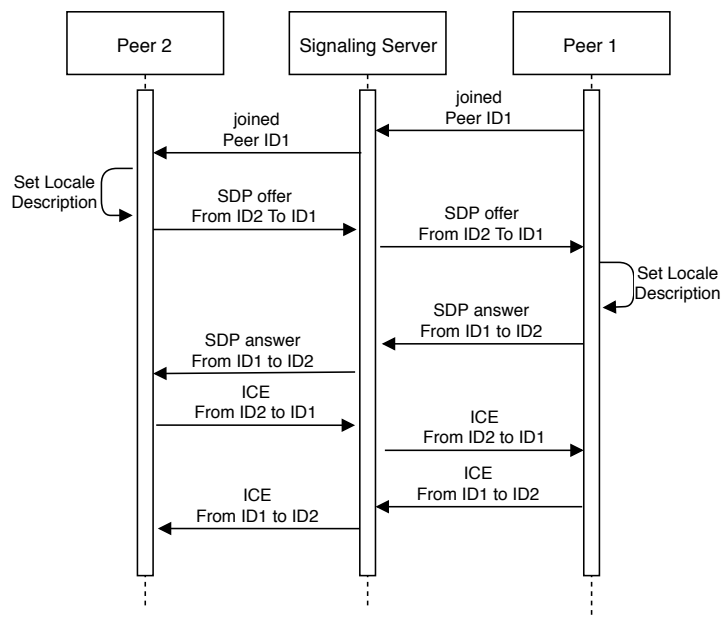 Peer 2
Signaling Server
Peer 1
joined
Peer ID1
joined
Peer ID1
Set Locale
Description
SDP offer
From ID2 To ID1
SDP offer
From ID2 To ID1
Set Locale
Description
SDP answer
From ID1 to ID2
SDP answer
From ID1 to ID2
ICE
From ID2 to ID1
ICE
From ID2 to ID1
ICE
From ID1 to ID2
ICE
From ID1 to ID2